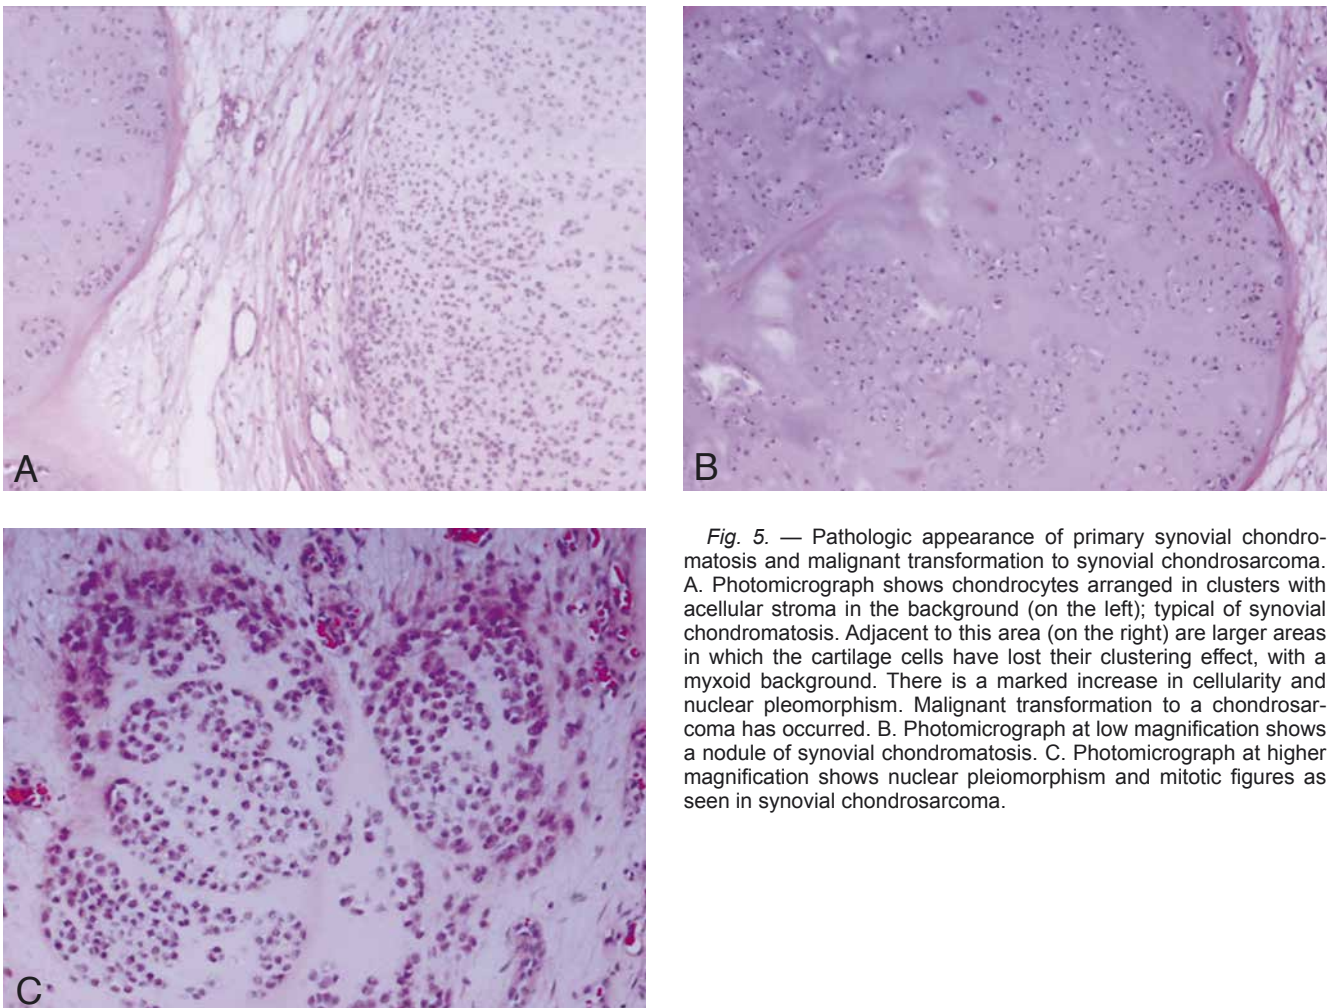 A
B
C
Fig. 5. — Pathologic appearance of primary synovial chondro-
matosis and malignant transformation to synovial chondrosarcoma.
A. Photomicrograph shows chondrocytes arranged in clusters with
acellular stroma in the background (on the left); typical of synovial
chondromatosis. Adjacent to this area (on the right) are larger areas
in which the cartilage cells have lost their clustering effect, with a
myxoid background. There is a marked increase in cellularity and
nuclear pleomorphism. Malignant transformation to a chondrosar-
coma has occurred. B. Photomicrograph at low magnification shows
a nodule of synovial chondromatosis. C. Photomicrograph at higher
magnification shows nuclear pleiomorphism and mitotic figures as
seen in synovial chondrosarcoma.